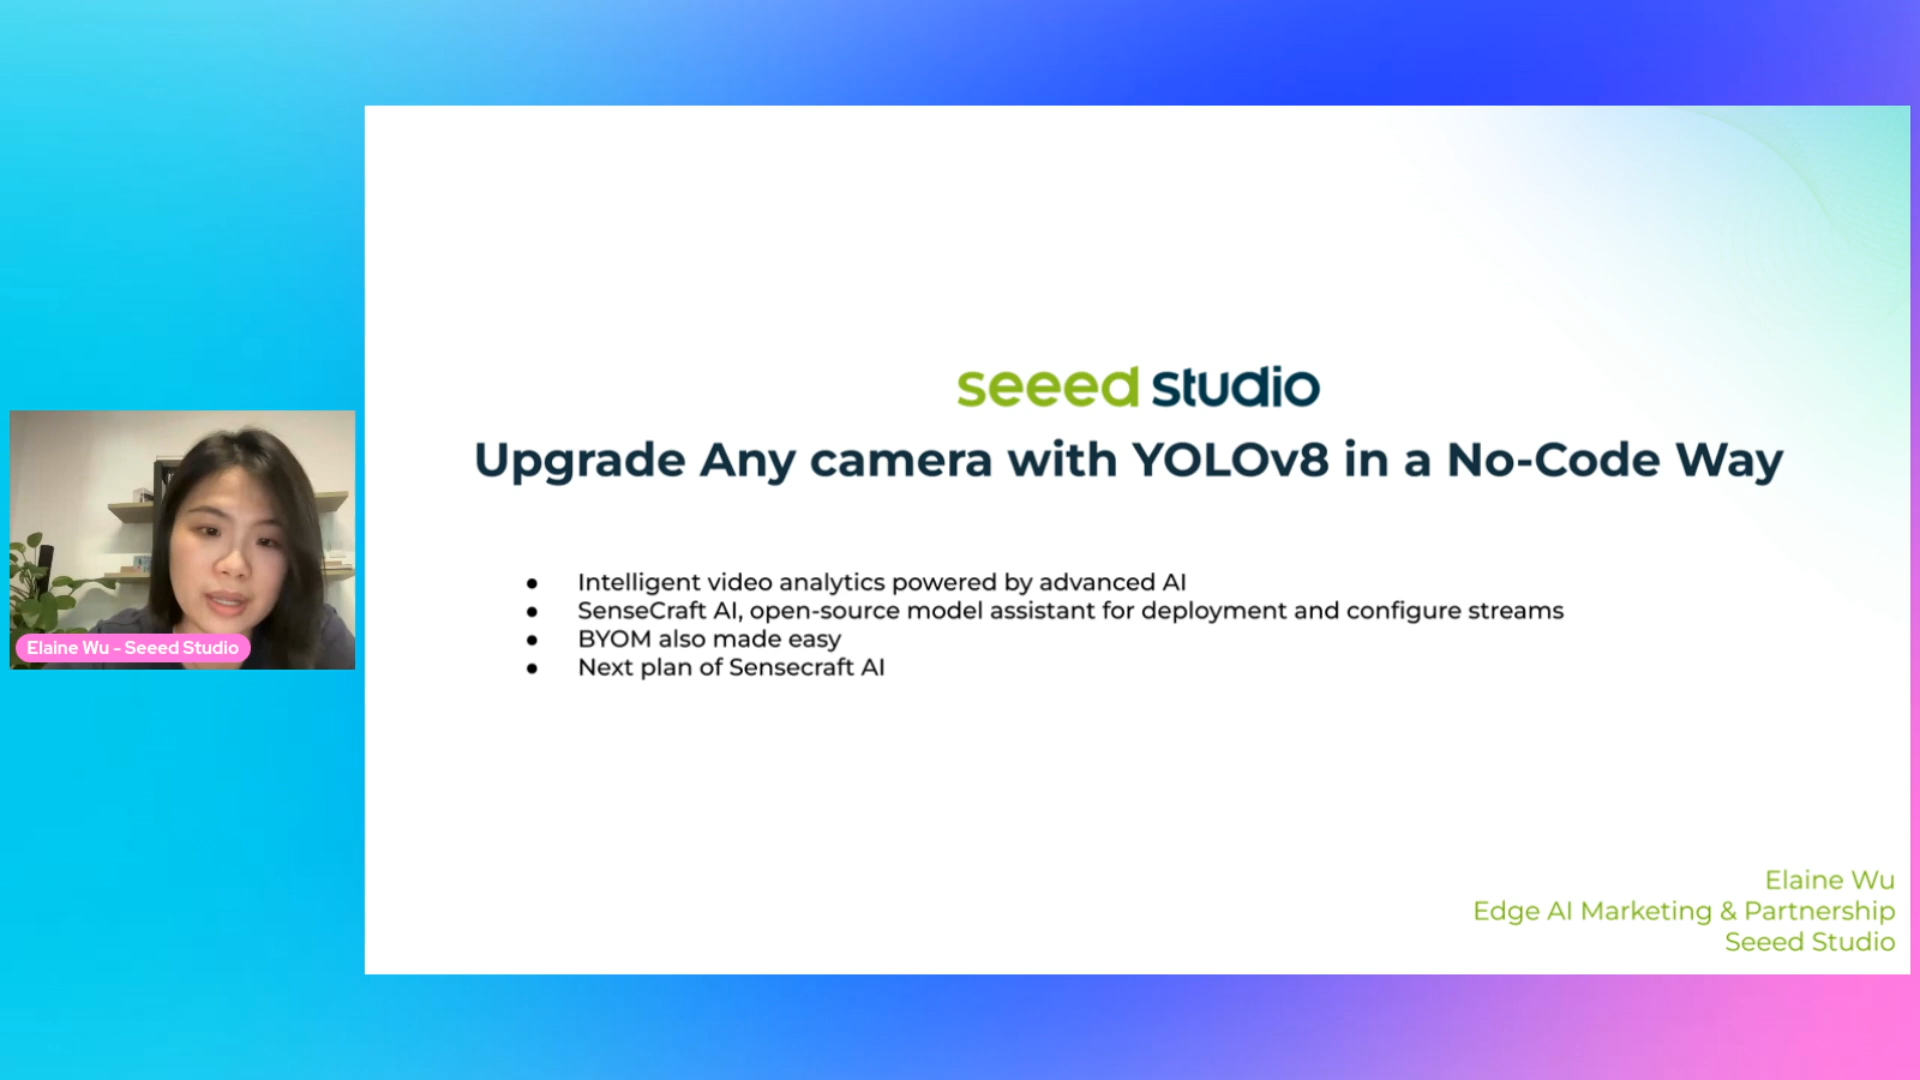 seeed studio
Upgrade Any camera with YOLOv8 in a No-Code Way
● Intelligent video analytics powered by advanced AI
● SenseCraft AI, open-source model assistant for deployment and configure streams
● BYOM also made easy
● Next plan of Sensecraft AI
Elaine Wu - Seeed Studio
Elaine Wu
Edge AI Marketing & Partnership
Seeed Studio